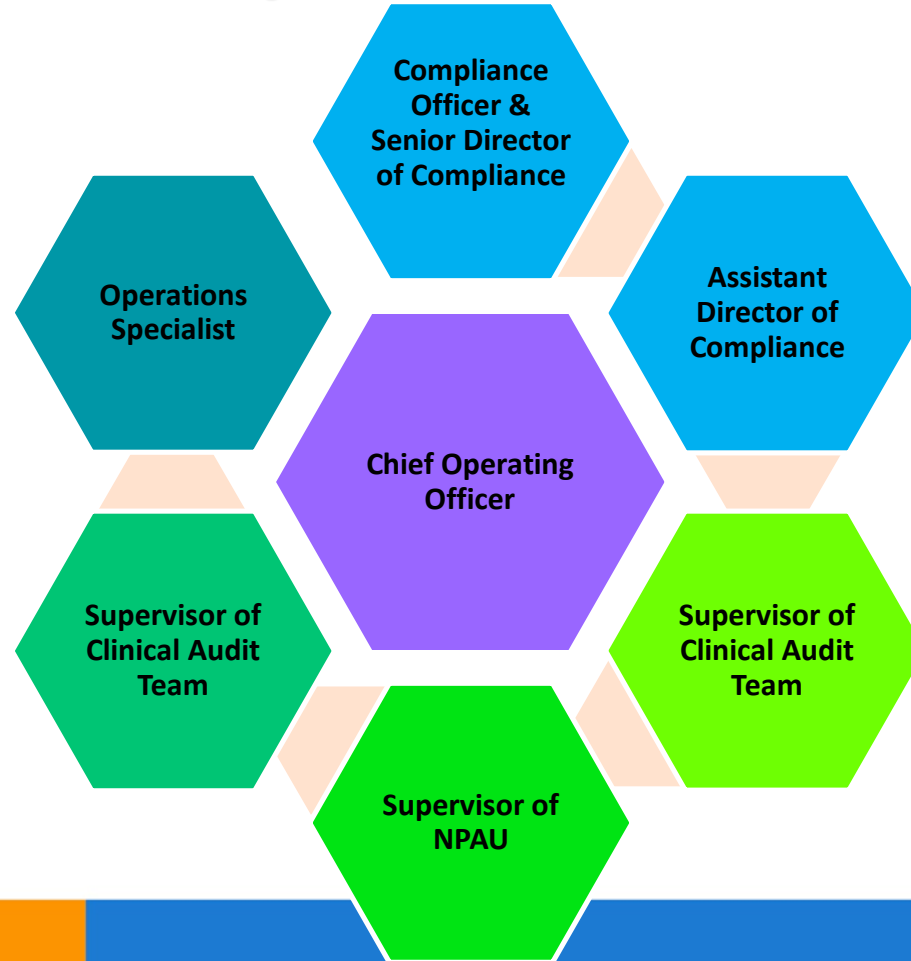 Compliance
Officer &
Senior Director
of Compliance
Operations
Specialist
Assistant
Director of
Compliance
Chief Operating
Officer
Supervisor of
Clinical Audit
Team
Supervisor of
Clinical Audit
Team
Supervisor of
NPAU